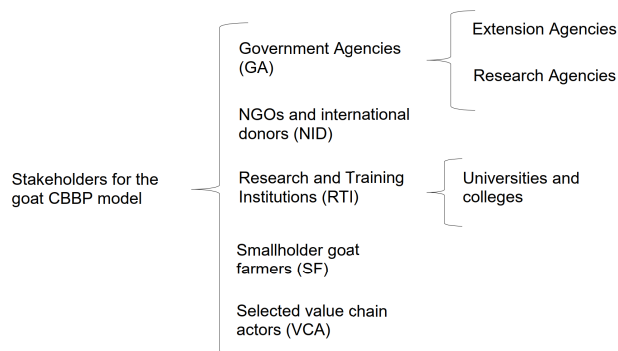 Extension Agencies
Government Agencies
(GA)
Research Agencies
NGOs and international
donors (NID)
Stakeholders for the
goat CBBP model
Research and Training
Institutions (RTI)
Universities and
colleges
Smallholder goat
farmers (SF)
Selected value chain
actors (VCA)